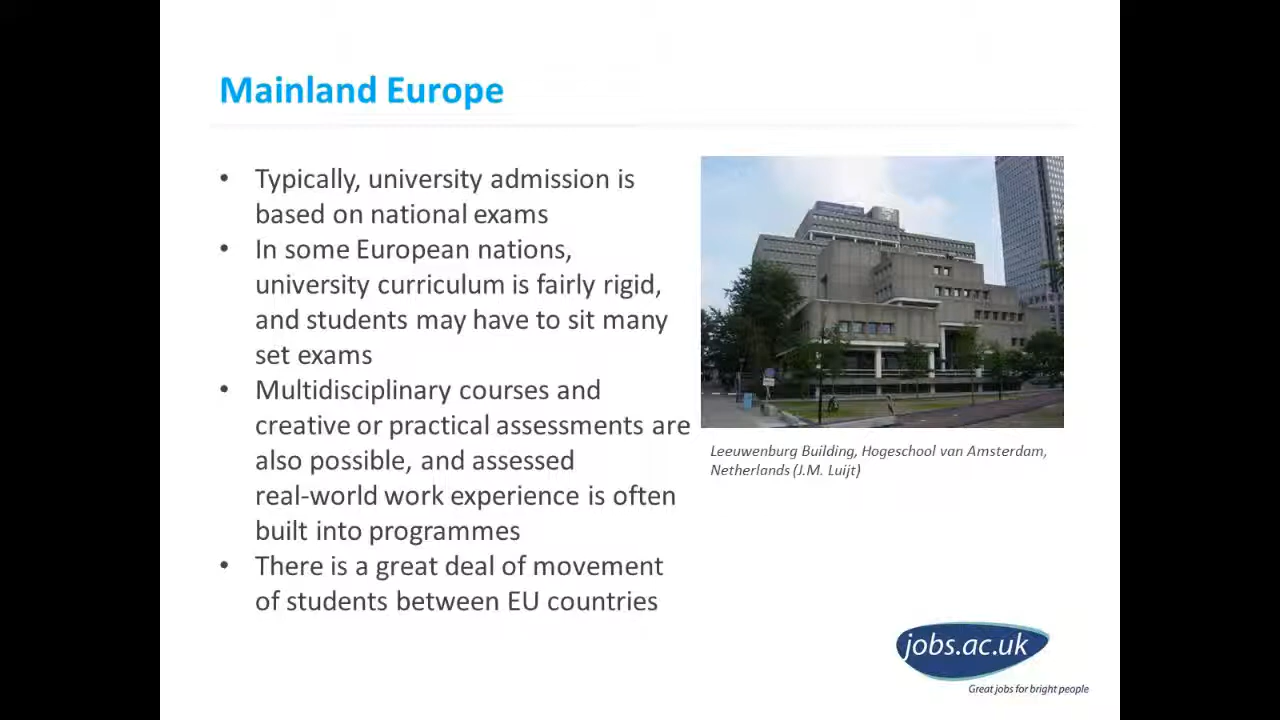 Mainland Europe
• Typically, university admission is
based on national exams
• In some European nations,
university curriculum is fairly rigid,
and students may have to sit many
set exams
• Multidisciplinary courses and
creative or practical assessments are
also possible, and assessed
real-world work experience is often
built into programmes
• There is a great deal of movement
of students between EU countries
Leeuwenburg Building, Hogeschool van Amsterdam,
Netherlands (J.M. Luijt)
jobs.ac.uk
Great jobs for bright people